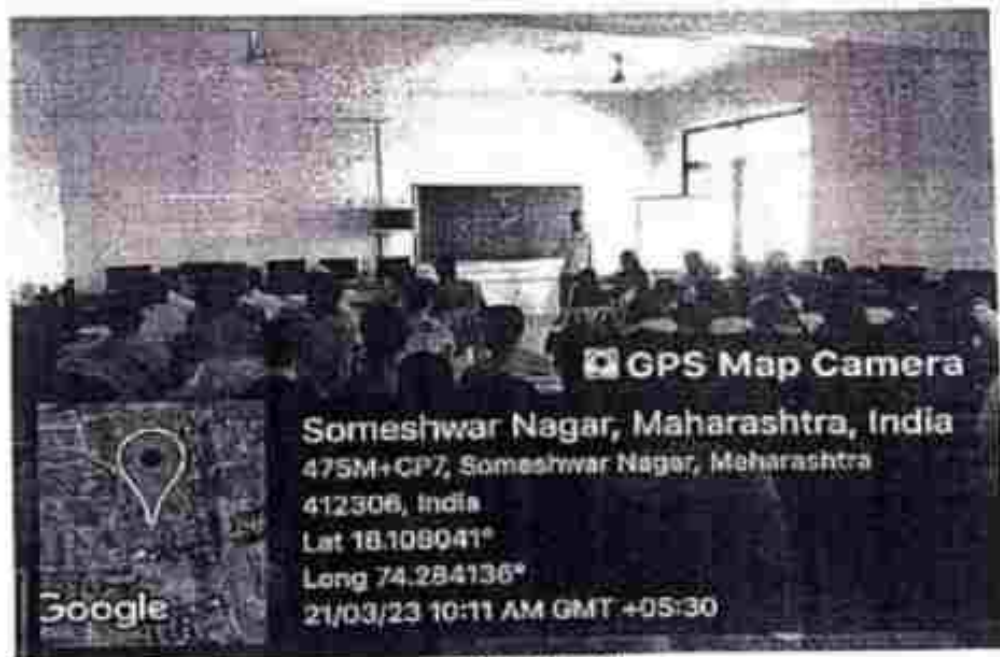 GPS Map Camera
Someshwar Nagar, Maharashtra, India
475M+CP7, Someshwar Nagar, Maharashtra
412306, India
Lat 18.109041°
Long 74.284136°
21/03/23 10:11 AM GMT +05:30
Google